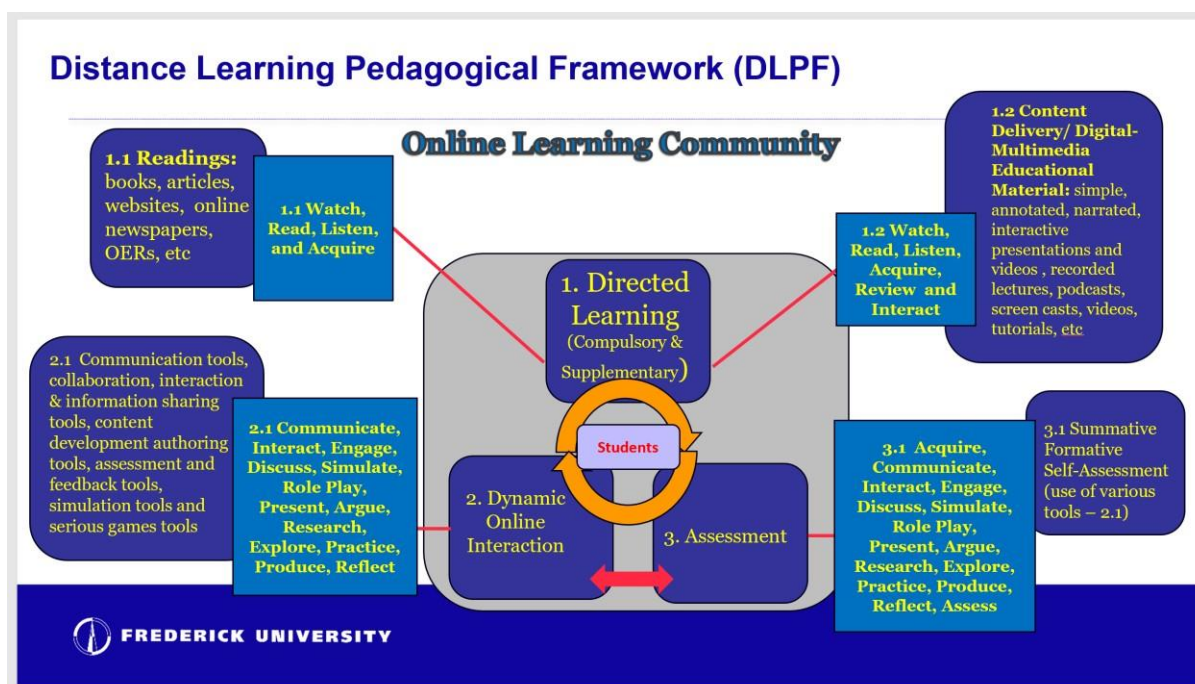 Distance Learning Pedagogical Framework (DLPF)
Online Learning Community
1.1 Readings:
books, articles,
websites, online
newspapers,
OERs, etc
1.1 Watch,
Read, Listen,
and Acquire
1.2 Content
Delivery/ Digital-
Multimedia
Educational
Material: simple,
annotated, narrated,
interactive
presentations and
videos , recorded
lectures, podcasts,
screen casts, videos,
tutorials, etc
1.2 Watch,
Read, Listen,
Acquire,
Review and
Interact
1. Directed
Learning
(Compulsory &
Supplementary)
Students
2.1 Communication tools,
collaboration, interaction
& information sharing
tools, content
development authoring
tools, assessment and
feedback tools,
simulation tools and
serious games tools
2.1 Communicate,
Interact, Engage,
Discuss, Simulate,
Role Play,
Present, Argue,
Research,
Explore, Practice,
Produce, Reflect
2. Dynamic
Online
Interaction
3. Assessment
3.1 Acquire,
Communicate,
Interact, Engage,
Discuss, Simulate,
Role Play,
Present, Argue,
Research, Explore,
Practice, Produce,
Reflect, Assess
3.1 Summative
Formative
Self-Assessment
(use of various
tools – 2.1)
FREDERICK UNIVERSITY